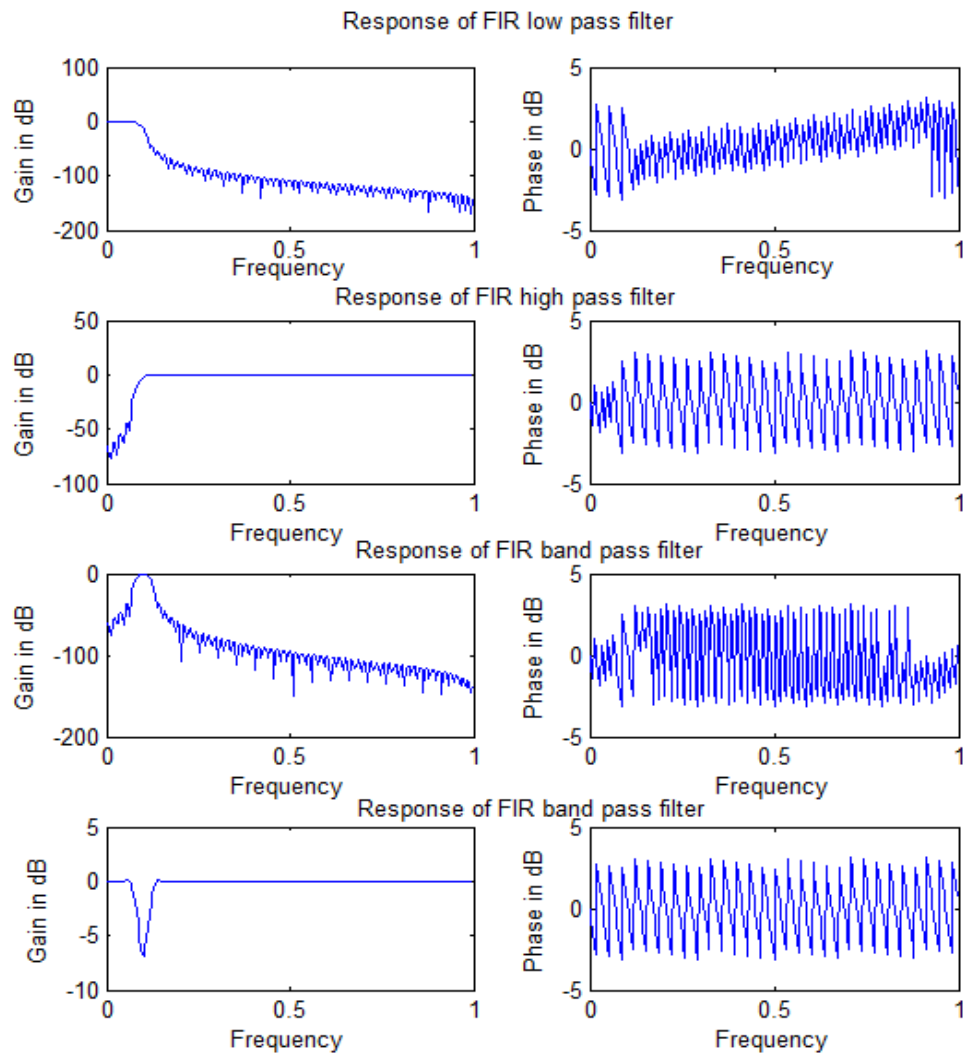 Response of FIR low pass filter
Gain in dB
100
0
-100
-200
0
0.5
1
Frequency
Phase in dB
5
0
-5
0
0.5
1
Frequency
Response of FIR high pass filter
Gain in dB
50
0
-50
-100
0
0.5
1
Frequency
Phase in dB
5
0
-5
0
0.5
1
Frequency
Response of FIR band pass filter
Gain in dB
0
-100
-200
0
0.5
1
Frequency
Phase in dB
5
0
-5
0
0.5
1
Frequency
Response of FIR band pass filter
Gain in dB
5
0
-5
-10
0
0.5
1
Frequency
Phase in dB
5
0
-5
0
0.5
1
Frequency